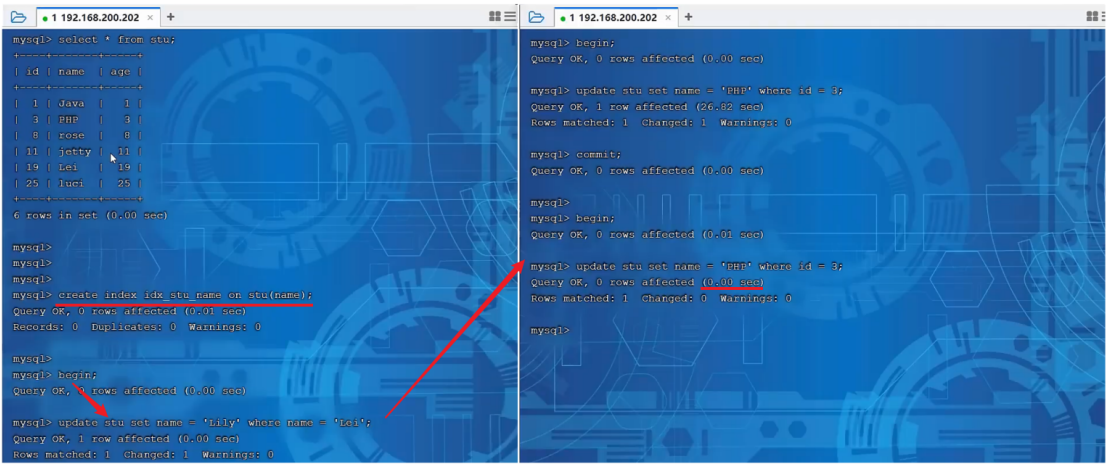 1 192.168.200.202 × +
mysql> select * from stu;
+----+-------+-----+
| id | name | age |
+----+-------+-----+
| 1 | Java | 1 |
| 3 | PHP | 3 |
| 8 | rose | 8 |
| 11 | jetty | 11 |
| 19 | Lei | 19 |
| 25 | luci | 25 |
+----+-------+-----+
6 rows in set (0.00 sec)
mysql>
mysql>
mysql>
mysql> create index idx_stu_name on stu(name);
Query OK, 0 rows affected (0.01 sec)
Records: 0 Duplicates: 0 Warnings: 0
mysql>
mysql> begin;
Query OK, 0 rows affected (0.00 sec)
mysql> update stu set name = 'Lily' where name = 'Lei';
Query OK, 1 row affected (0.00 sec)
Rows matched: 1 Changed: 1 Warnings: 0
1 192.168.200.202 × +
mysql> begin;
Query OK, 0 rows affected (0.00 sec)
mysql> update stu set name = 'PHP' where id = 3;
Query OK, 1 row affected (26.82 sec)
Rows matched: 1 Changed: 1 Warnings: 0
mysql> commit;
Query OK, 0 rows affected (0.00 sec)
mysql>
mysql> begin;
Query OK, 0 rows affected (0.01 sec)
mysql> update stu set name = 'PHP' where id = 3;
Query OK, 0 rows affected (0.00 sec)
Rows matched: 1 Changed: 0 Warnings: 0
mysql>